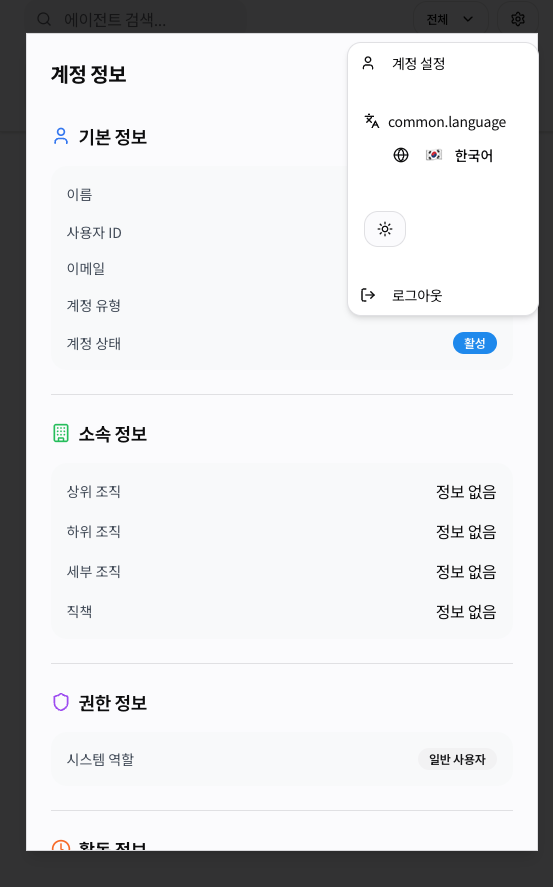 에이전트 검색...
전체
계정 정보
계정 설정
common.language
한국어
로그아웃
기본 정보
이름
사용자 ID
이메일
계정 유형
계정 상태
활성
소속 정보
상위 조직
정보 없음
하위 조직
정보 없음
세부 조직
정보 없음
직책
정보 없음
권한 정보
시스템 역할
일반 사용자
활동 정보